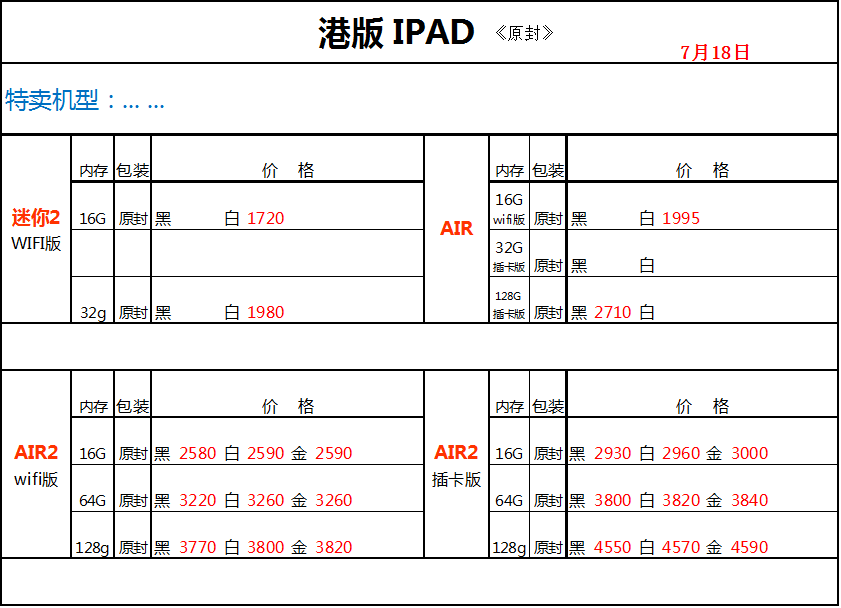 港版 IPAD 《原封》
7月18日
特卖机型：... ...
内存 包装 价 格 内存 包装 价 格
迷你2 WIFI版 16G 原封 黑 白 1720 AIR 16G wifi版 原封 黑 白 1995
32G 插卡版 原封 黑 白
32g 原封 黑 白 1980 128G 插卡版 原封 黑 2710 白
内存 包装 价 格 内存 包装 价 格
AIR2 wifi版 16G 原封 黑 2580 白 2590 金 2590 AIR2 插卡版 16G 原封 黑 2930 白 2960 金 3000
64G 原封 黑 3220 白 3260 金 3260 64G 原封 黑 3800 白 3820 金 3840
128g 原封 黑 3770 白 3800 金 3820 128g 原封 黑 4550 白 4570 金 4590